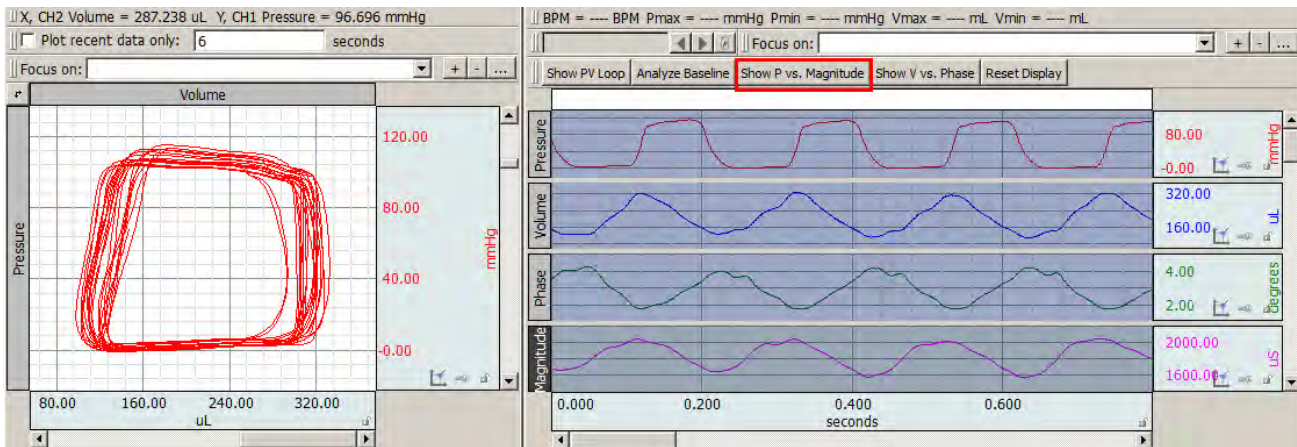 X, CH2 Volume = 287.238 uL Y, CH1 Pressure = 96.696 mmHg
Plot recent data only: 6 seconds
Focus on: + - ...
Volume
Pressure
120.00
80.00
40.00
-0.00
mmHg
80.00 160.00 240.00 320.00
uL
BPM = ---- BPM Pmax = ---- mmHg Pmin = ---- mmHg Vmax = ---- mL Vmin = ---- mL
Focus on: + - ...
Show PV Loop Analyze Baseline Show P vs. Magnitude Show V vs. Phase Reset Display
Pressure
80.00
-0.00
mmHg
Volume
320.00
160.00
uL
Phase
4.00
2.00
degrees
Magnitude
2000.00
1600.00
uS
0.000 0.200 0.400 0.600
seconds